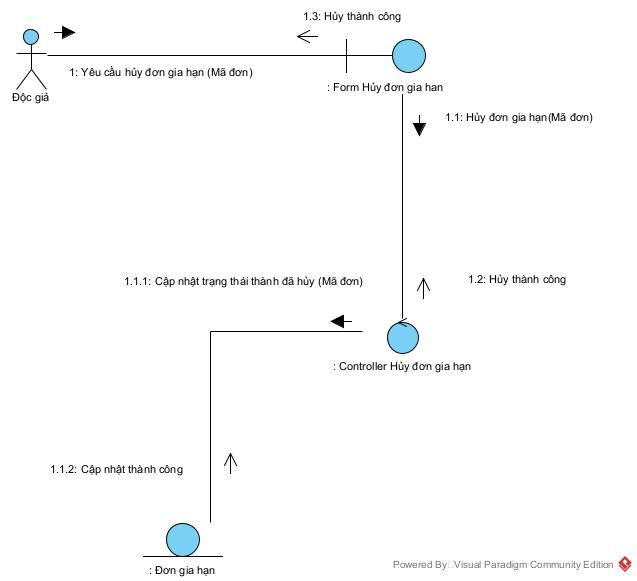 1.3: Hủy thành công
1: Yêu cầu hủy đơn gia hạn (Mã đơn)
Độc giả
: Form Hủy đơn gia han
1.1: Hủy đơn gia hạn(Mã đơn)
1.1.1: Cập nhật trạng thái thành đã hủy (Mã đơn)
1.2: Hủy thành công
: Controller Hủy đơn gia hạn
1.1.2: Cập nhật thành công
: Đơn gia hạn
Powered By Visual Paradigm Community Edition